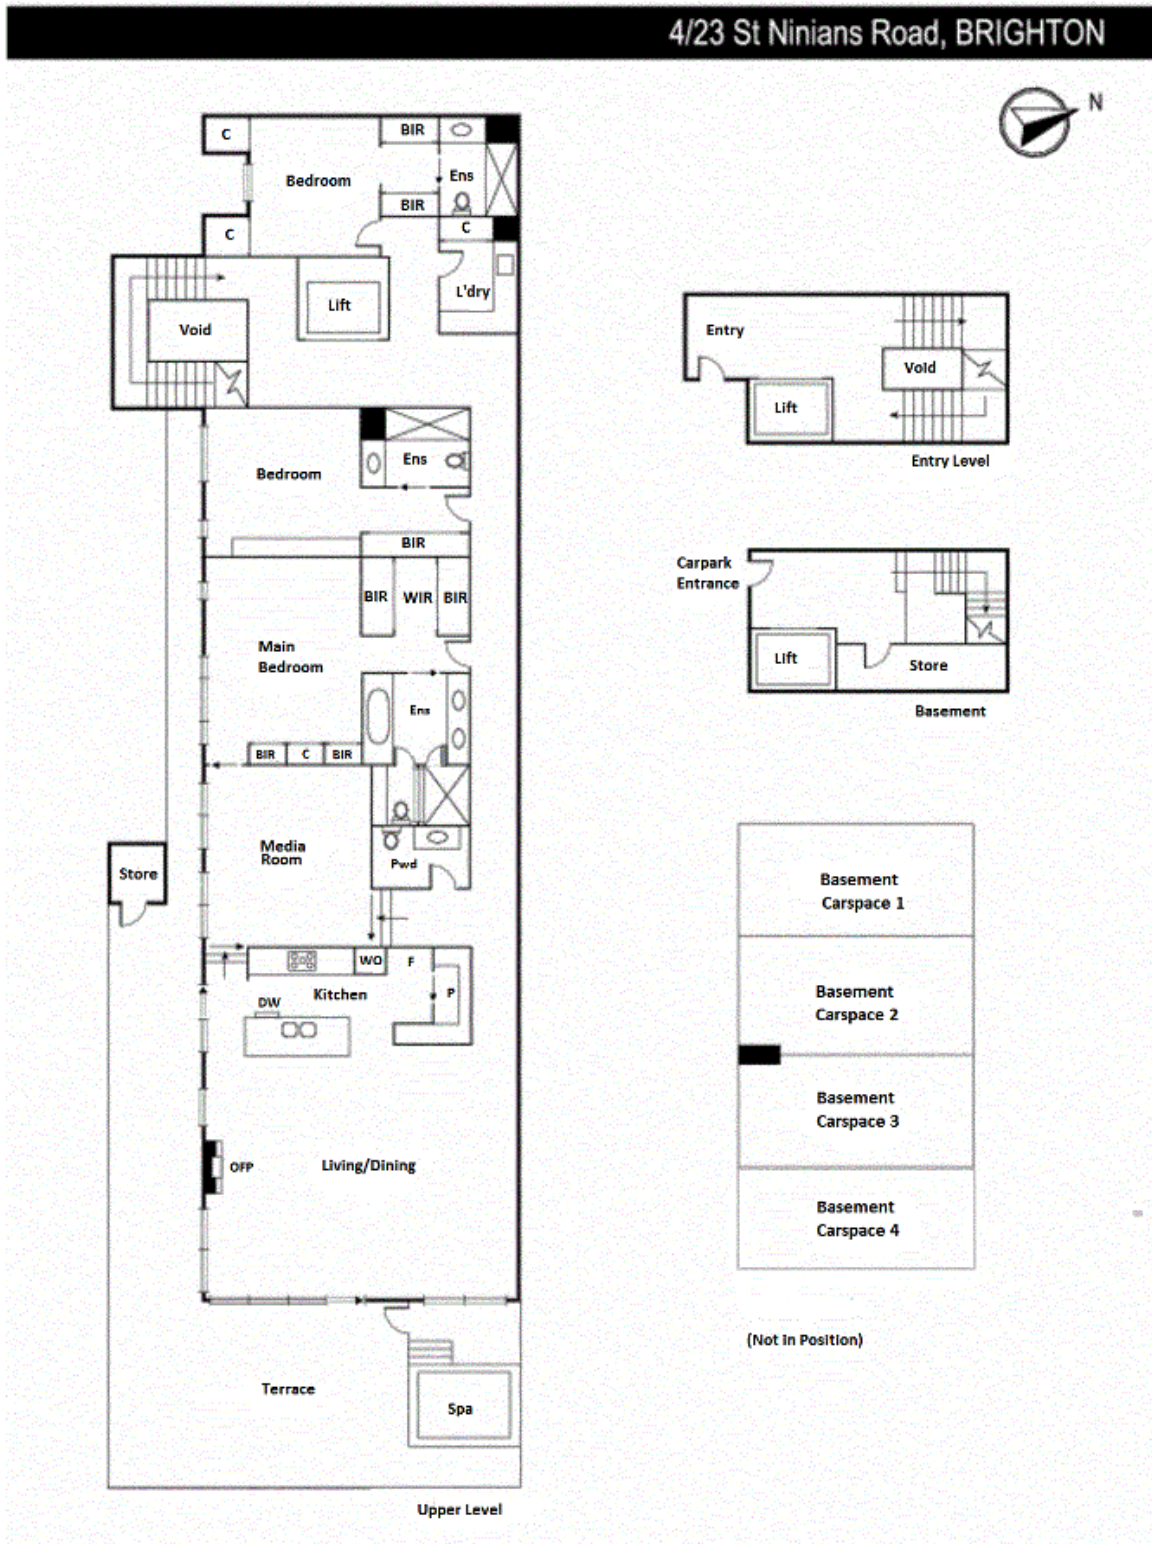 4/23 St Ninians Road, BRIGHTON
N
C
BIR
Bedroom
Ens
BIR
C
C
L'dry
Lift
Void
Bedroom
Ens
BIR
BIR
WIR
BIR
Main
Bedroom
Ens
BIR
C
BIR
Media
Room
Pwd
Store
WO
F
Kitchen
P
DW
OFP
Living/Dining
Terrace
Spa
Upper Level
Entry
Void
Lift
Entry Level
Carpark
Entrance
Lift
Store
Basement
Basement
Carspace 1
Basement
Carspace 2
Basement
Carspace 3
Basement
Carspace 4
(Not in Position)